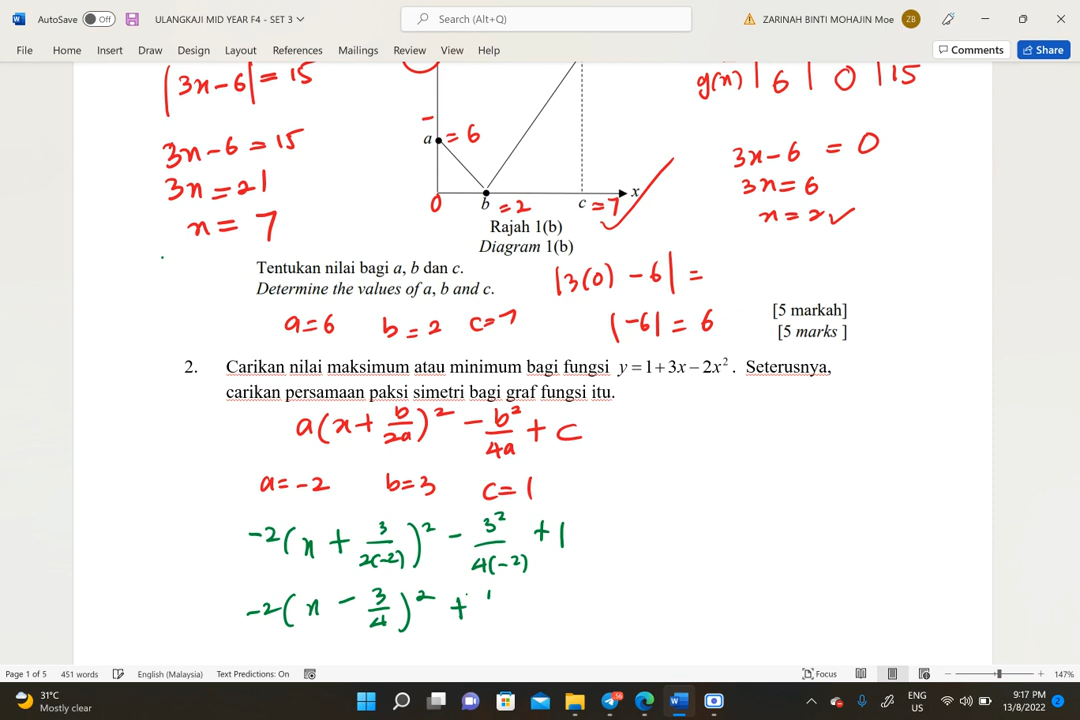 AutoSave Off ULANGKAJI MID YEAR F4 - SET 3 Search (Alt+Q) ZARINAH BINTI MOHAJIN Moe ZB
File Home Insert Draw Design Layout References Mailings Review View Help Comments Share
|3x-6| = 15
g(x) | 6 | 0 | 15
a = 6
3x-6 = 15
3x-6 = 0
3x = 21
3x = 6
x = 7
x = 2 ✓
0 b = 2 c = 7 x
Rajah 1(b)
Diagram 1(b)
Tentukan nilai bagi a, b dan c.
Determine the values of a, b and c.
|3(0) - 6| =
[5 markah]
[5 marks ]
a = 6 b = 2 c = 7
|-6| = 6
2. Carikan nilai maksimum atau minimum bagi fungsi y = 1 + 3x − 2x². Seterusnya,
carikan persamaan paksi simetri bagi graf fungsi itu.
a(x + b/2a)² - b²/4a + c
a = -2 b = 3 c = 1
-2(x + 3/2(-2))² - 3²/4(-2) + 1
-2(x - 3/4)² +
Page 1 of 5 451 words English (Malaysia) Text Predictions: On Focus 147%
31°C
Mostly clear
ENG
US
9:17 PM
13/8/2022